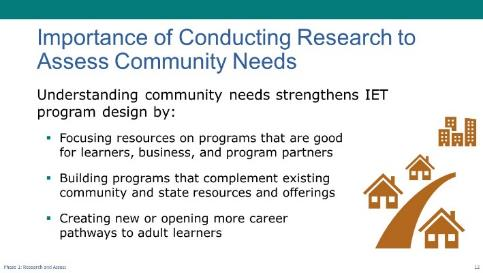 Importance of Conducting Research to
Assess Community Needs
Understanding community needs strengthens IET
program design by:
Focusing resources on programs that are good
for learners, business, and program partners
Building programs that complement existing
community and state resources and offerings
Creating new or opening more career
pathways to adult learners
Phase 1: Research and Assess
12